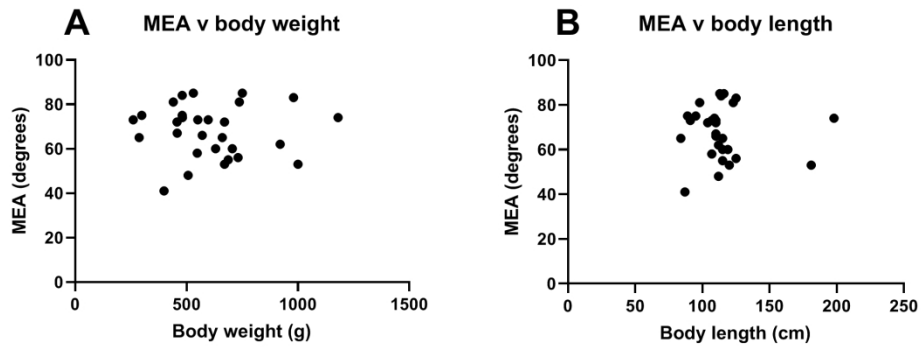 A
MEA v body weight
MEA (degrees)
100
80
60
40
20
0
0
500
1000
1500
Body weight (g)
B
MEA v body length
MEA (degrees)
100
80
60
40
20
0
0
50
100
150
200
250
Body length (cm)